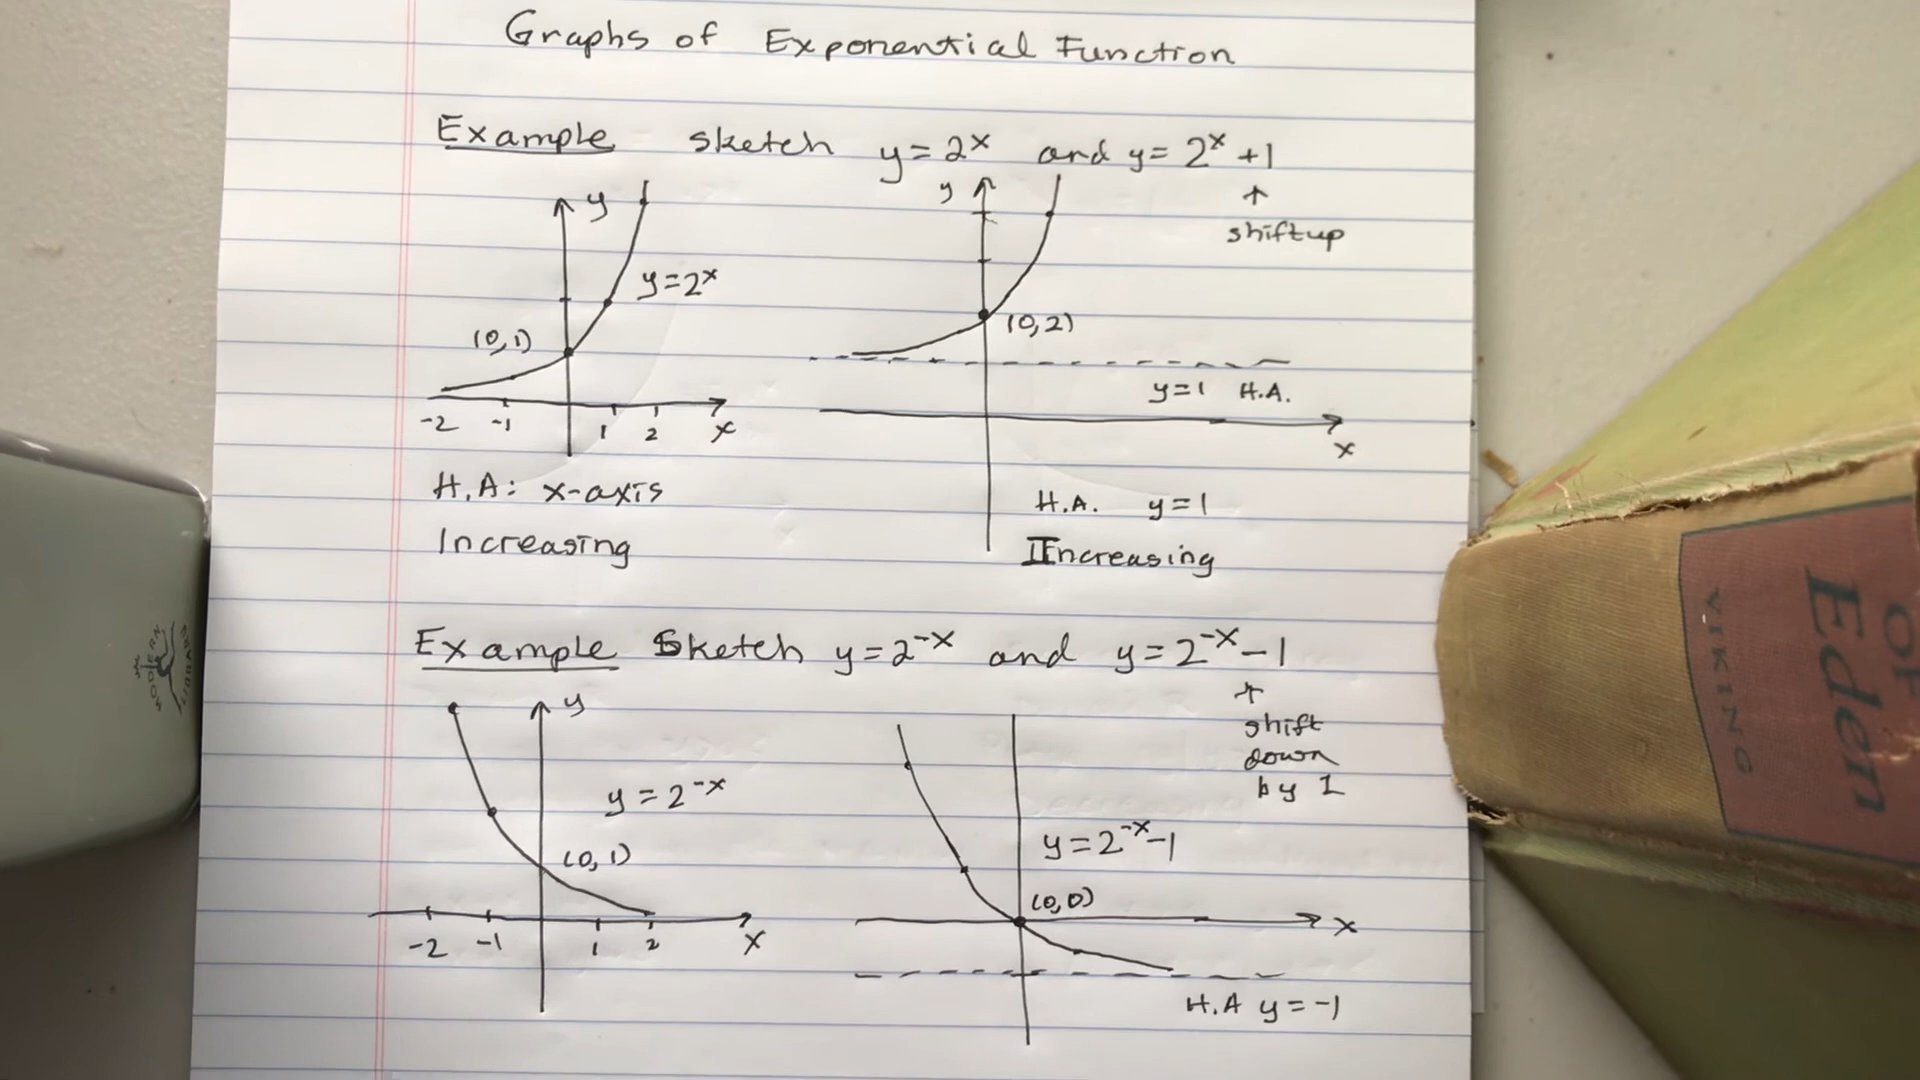 Graphs of Exponential Function
Example sketch y=2^x and y=2^x+1
shift up
y
y=2^x
(0,1)
-2 -1 1 2 x
H.A: x-axis
Increasing
y
(0,2)
y=1 H.A.
x
H.A. y=1
IIncreasing
Example Sketch y=2^-x and y=2^-x-1
shift
down
by 1
y
y=2^-x
(0,1)
-2 -1 1 2 x
y=2^-x-1
(0,0)
x
H.A y=-1
MODERN
VIKING
OF
Eden